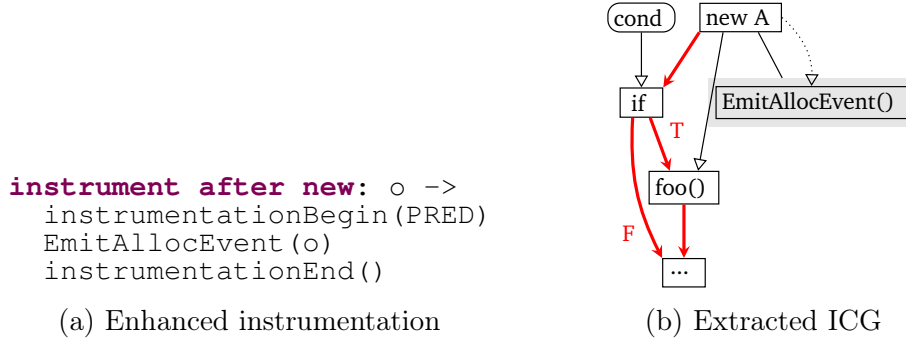 cond
new A
EmitAllocEvent()
if
T
foo()
F
...
instrument after new: o ->
instrumentationBegin(PRED)
EmitAllocEvent(o)
instrumentationEnd()
(a) Enhanced instrumentation
(b) Extracted ICG